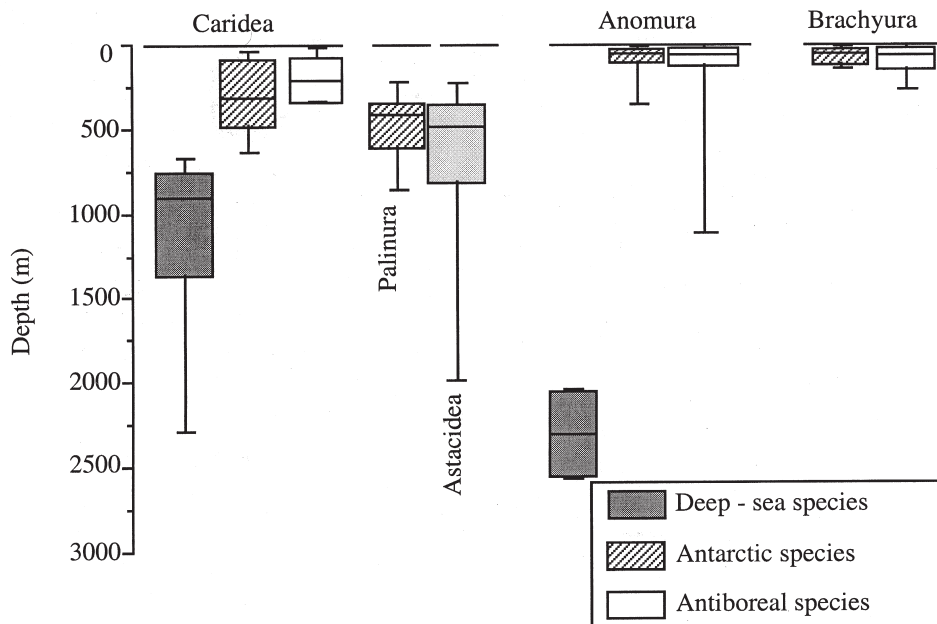 Caridea
Anomura
Brachyura
0
500
1000
1500
2000
2500
3000
Depth (m)
Palinura
Astacidea
Deep - sea species
Antarctic species
Antiboreal species